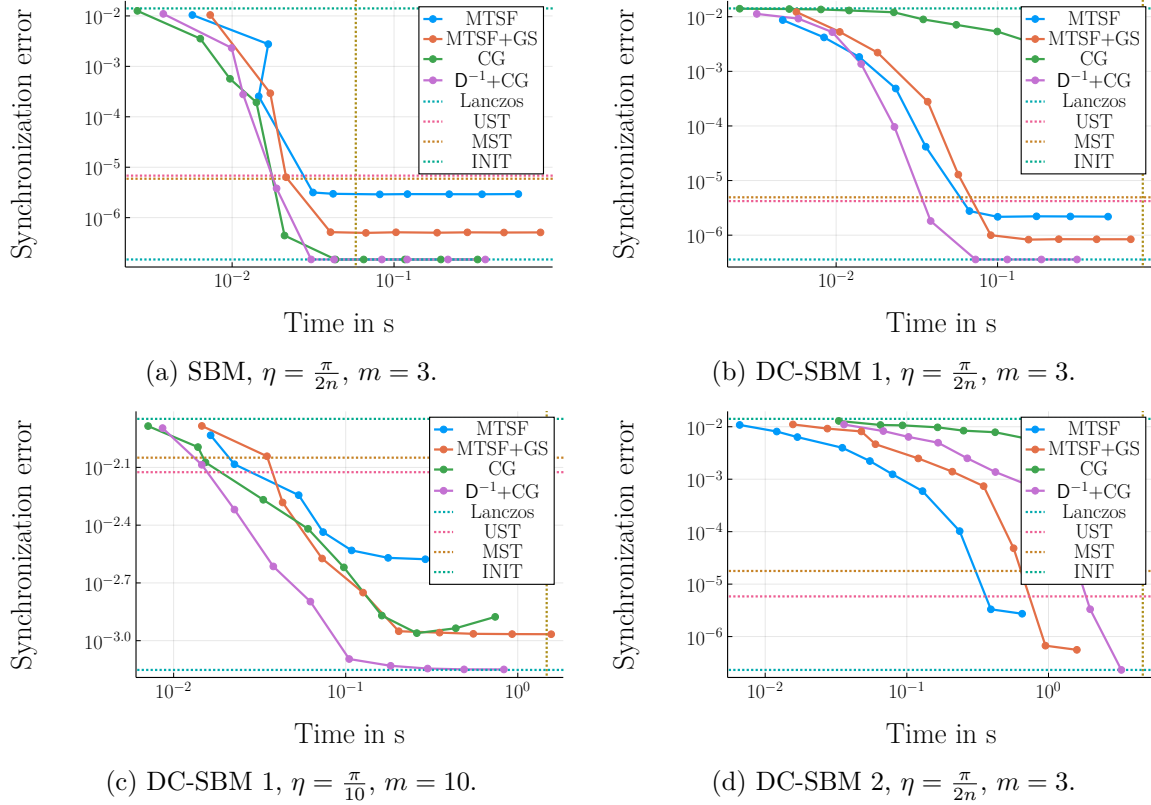 Synchronization error
10⁻²
10⁻³
10⁻⁴
10⁻⁵
10⁻⁶
10⁻²
10⁻¹
Time in s
MTSF
MTSF+GS
CG
D⁻¹+CG
Lanczos
UST
MST
INIT
(a) SBM, η = π/2n, m = 3.
Synchronization error
10⁻²
10⁻³
10⁻⁴
10⁻⁵
10⁻⁶
10⁻²
10⁻¹
Time in s
MTSF
MTSF+GS
CG
D⁻¹+CG
Lanczos
UST
MST
INIT
(b) DC-SBM 1, η = π/2n, m = 3.
Synchronization error
10⁻²·¹
10⁻²·⁴
10⁻²·⁷
10⁻³·⁰
10⁻²
10⁻¹
10⁰
Time in s
MTSF
MTSF+GS
CG
D⁻¹+CG
Lanczos
UST
MST
INIT
(c) DC-SBM 1, η = π/10, m = 10.
Synchronization error
10⁻²
10⁻³
10⁻⁴
10⁻⁵
10⁻⁶
10⁻²
10⁻¹
10⁰
Time in s
MTSF
MTSF+GS
CG
D⁻¹+CG
Lanczos
UST
MST
INIT
(d) DC-SBM 2, η = π/2n, m = 3.